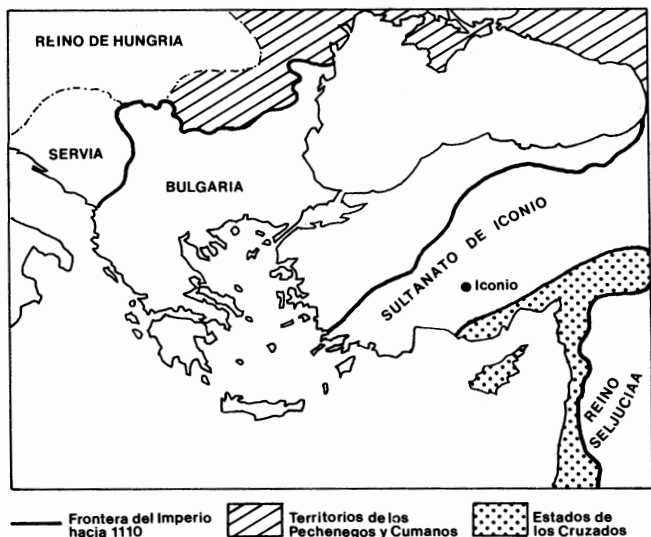 REINO DE HUNGRIA
SERVIA
BULGARIA
SULTANATO DE ICONIO
Iconio
REINO
SELJUCIAA
Frontera del Imperio
hacia 1110
Territorios de los
Pechenegos y Cumanos
Estados de
los Cruzados